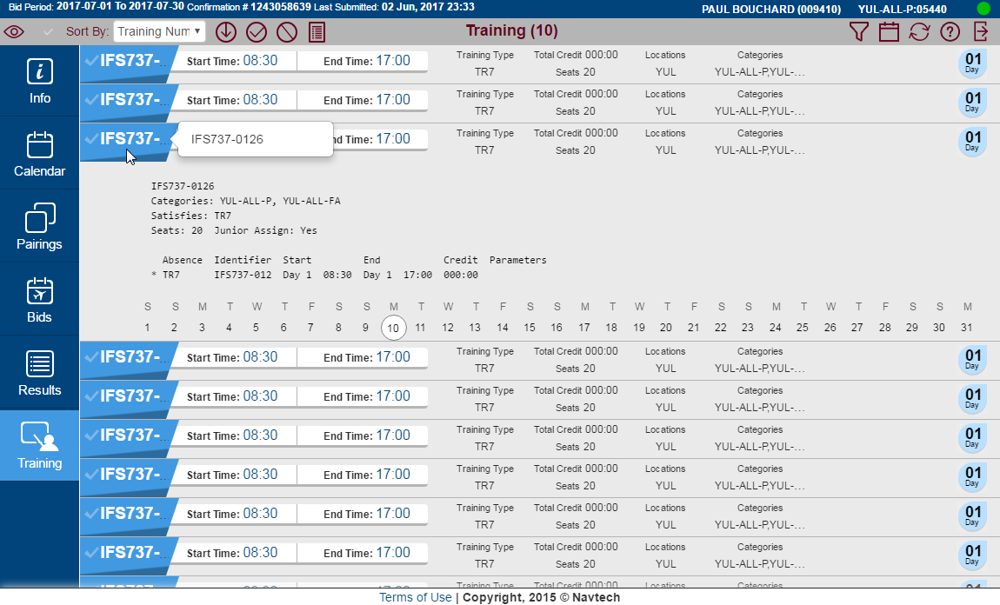 Bid Period: 2017-07-01 To 2017-07-30 Confirmation # 1243058639 Last Submitted: 02 Jun, 2017 23:33 PAUL BOUCHARD (009410) YUL-ALL-P:05440
Sort By: Training Num Training (10)
Info
Calendar
Pairings
Bids
Results
Training
IFS737-... Start Time: 08:30 End Time: 17:00 Training Type Total Credit 000:00 Locations Categories 01
TR7 Seats 20 YUL YUL-ALL-P,YUL-... Day
IFS737-... Start Time: 08:30 End Time: 17:00 Training Type Total Credit 000:00 Locations Categories 01
TR7 Seats 20 YUL YUL-ALL-P,YUL-... Day
IFS737-... IFS737-0126 nd Time: 17:00 Training Type Total Credit 000:00 Locations Categories 01
TR7 Seats 20 YUL YUL-ALL-P,YUL-... Day
IFS737-0126
Categories: YUL-ALL-P, YUL-ALL-FA
Satisfies: TR7
Seats: 20 Junior Assign: Yes
Absence Identifier Start End Credit Parameters
* TR7 IFS737-012 Day 1 08:30 Day 1 17:00 000:00
S S M T W T F S S M T W T F S S M T W T F S S M T W T F S S M
1 2 3 4 5 6 7 8 9 10 11 12 13 14 15 16 17 18 19 20 21 22 23 24 25 26 27 28 29 30 31
IFS737-... Start Time: 08:30 End Time: 17:00 Training Type Total Credit 000:00 Locations Categories 01
TR7 Seats 20 YUL YUL-ALL-P,YUL-... Day
IFS737-... Start Time: 08:30 End Time: 17:00 Training Type Total Credit 000:00 Locations Categories 01
TR7 Seats 20 YUL YUL-ALL-P,YUL-... Day
IFS737-... Start Time: 08:30 End Time: 17:00 Training Type Total Credit 000:00 Locations Categories 01
TR7 Seats 20 YUL YUL-ALL-P,YUL-... Day
IFS737-... Start Time: 08:30 End Time: 17:00 Training Type Total Credit 000:00 Locations Categories 01
TR7 Seats 20 YUL YUL-ALL-P,YUL-... Day
IFS737-... Start Time: 08:30 End Time: 17:00 Training Type Total Credit 000:00 Locations Categories 01
TR7 Seats 20 YUL YUL-ALL-P,YUL-... Day
IFS737-... Start Time: 08:30 End Time: 17:00 Training Type Total Credit 000:00 Locations Categories 01
TR7 Seats 20 YUL YUL-ALL-P,YUL-... Day
Terms of Use | Copyright, 2015 © Navtech